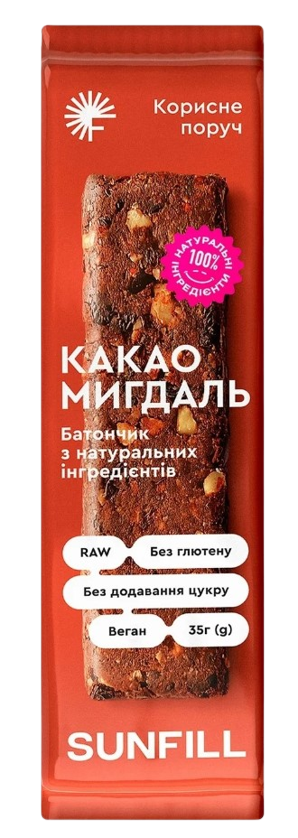 Корисне
поруч
НАТУРАЛЬНІ
100%
ІНГРЕДІЄНТИ
КАКАО
МИГДАЛЬ
Батончик
з натуральних
інгредієнтів
RAW
Без глютену
Без додавання цукру
Веган
35г (g)
SUNFILL